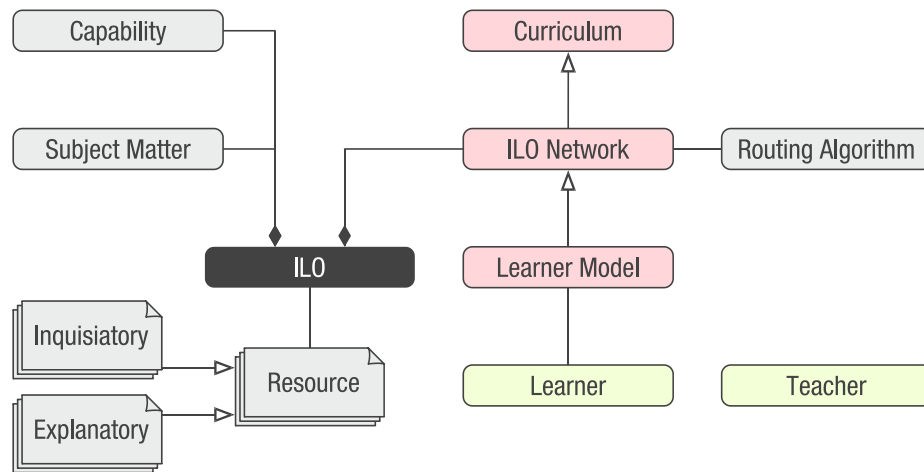 Capability
Curriculum
Subject Matter
ILO Network
Routing Algorithm
ILO
Learner Model
Inquisiatory
Resource
Learner
Teacher
Explanatory